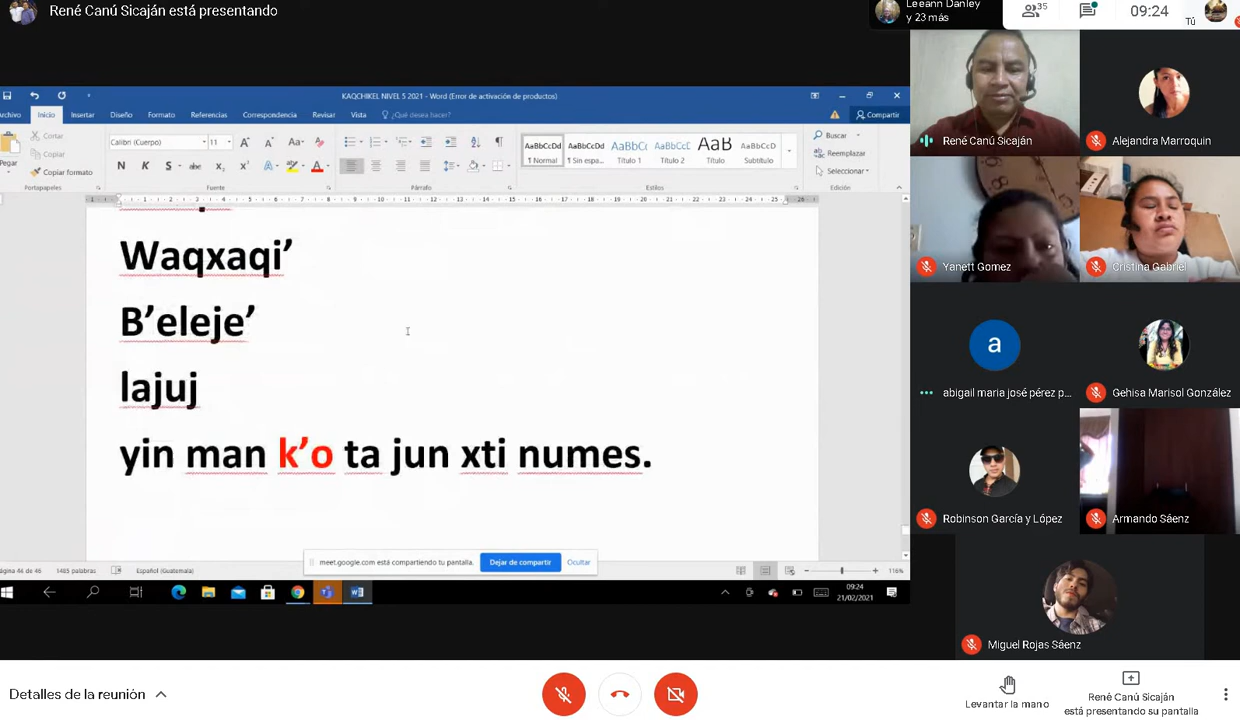 René Canú Sicaján está presentando
Leeann Danley
y 23 más
35
09:24
Tú
KAQCHIKEL NIVEL 5 2021 - Word (Error de activación de productos)
Archivo Inicio Insertar Diseño Formato Referencias Correspondencia Revisar Vista ¿Qué desea hacer? Compartir
Pegar
Cortar
Copiar
Copiar formato
Portapapeles
Calibri (Cuerpo) 11
N K S abc
Fuente
Párrafo
AaBbCcDd AaBbCcDd AaBbCc AaBbCcD AaB AaBbCcD
¶ Normal ¶ Sin espa... Título 1 Título 2 Título Subtítulo
Estilos
Buscar
Reemplazar
Seleccionar
Edición
Waqxaqi’
B’eleje’
lajuj
yin man k’o ta jun xti numes.
meet.google.com está compartiendo tu pantalla. Dejar de compartir Ocultar
Página 44 de 46 1485 palabras Español (Guatemala) 116%
09:24
21/02/2021
René Canú Sicaján
Alejandra Marroquin
Yanett Gomez
Cristina Gabriel
a
abigail maria josé pérez p...
Gehisa Marisol González
Robinson García y López
Armando Sáenz
Miguel Rojas Sáenz
Detalles de la reunión
Levantar la mano
René Canú Sicaján
está presentando su pantalla